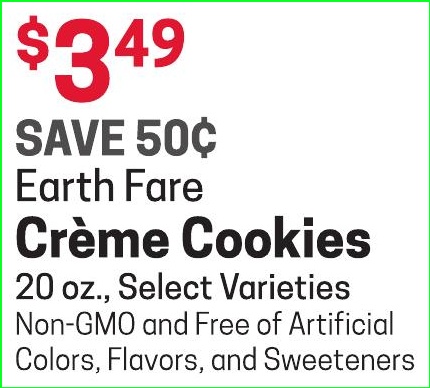 $3 49
SAVE 50¢
Earth Fare
Crème Cookies
20 oz., Select Varieties
Non-GMO and Free of Artificial
Colors, Flavors, and Sweeteners